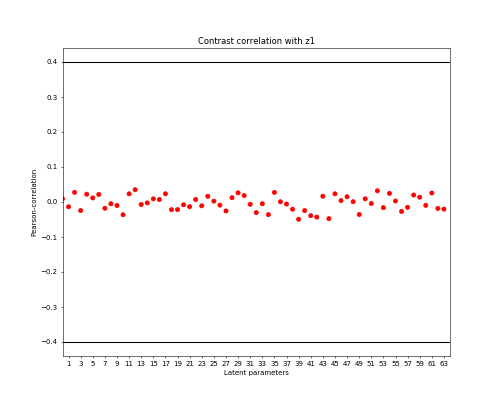 Contrast correlation with z1
0.4
0.3
0.2
0.1
0.0
−0.1
−0.2
−0.3
−0.4
Pearson-correlation
1 3 5 7 9 11 13 15 17 19 21 23 25 27 29 31 33 35 37 39 41 43 45 47 49 51 53 55 57 59 61 63
Latent parameters